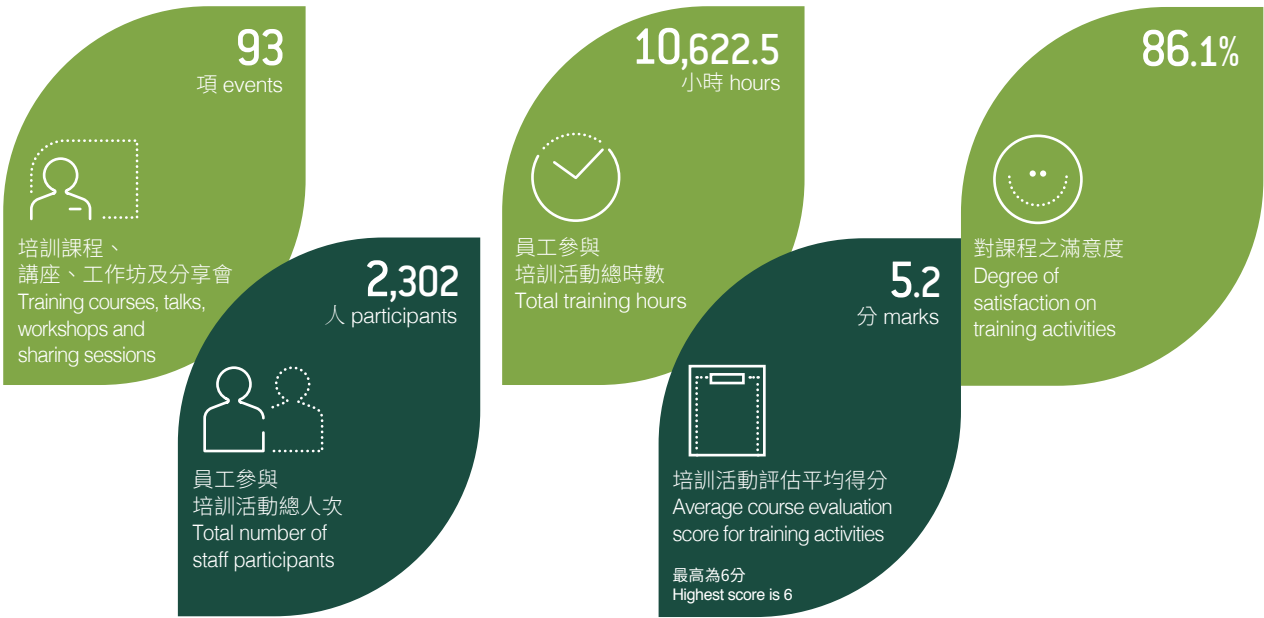 93
項 events
培訓課程、
講座、工作坊及分享會
Training courses, talks,
workshops and
sharing sessions
2,302
人 participants
員工參與
培訓活動總人次
Total number of
staff participants
10,622.5
小時 hours
員工參與
培訓活動總時數
Total training hours
5.2
分 marks
培訓活動評估平均得分
Average course evaluation
score for training activities
最高為6分
Highest score is 6
86.1%
對課程之滿意度
Degree of
satisfaction on
training activities